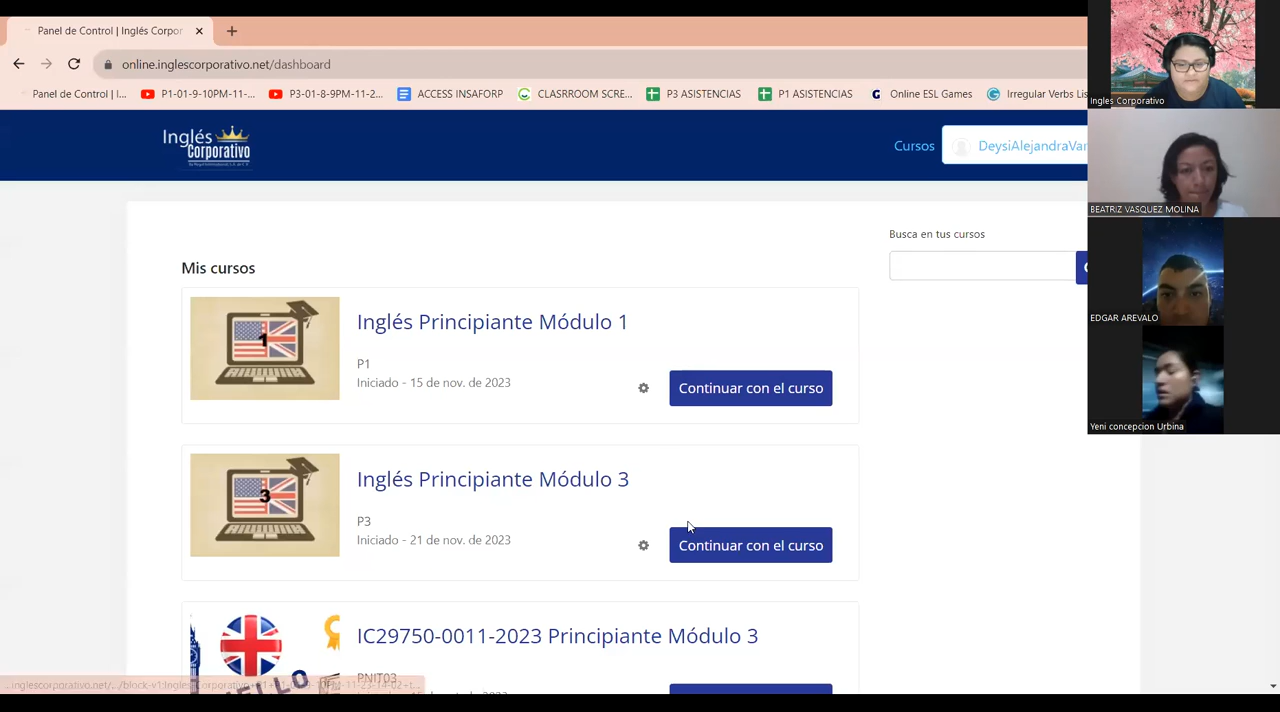 Panel de Control | Inglés Corpor
online.inglescorporativo.net/dashboard
Panel de Control | I...
P1-01-9-10PM-11-...
P3-01-8-9PM-11-2...
ACCESS INSAFORP
CLASRROOM SCRE...
P3 ASISTENCIAS
P1 ASISTENCIAS
Online ESL Games
Irregular Verbs Lis
Inglés
Corporativo
Cursos
DeysiAlejandraVar
Mis cursos
Busca en tus cursos
1
Inglés Principiante Módulo 1
P1
Iniciado - 15 de nov. de 2023
Continuar con el curso
3
Inglés Principiante Módulo 3
P3
Iniciado - 21 de nov. de 2023
Continuar con el curso
IC29750-0011-2023 Principiante Módulo 3
PNIT03
HELLO
Ingles Corporativo
BEATRIZ VASQUEZ MOLINA
EDGAR AREVALO
Yeni concepcion Urbina